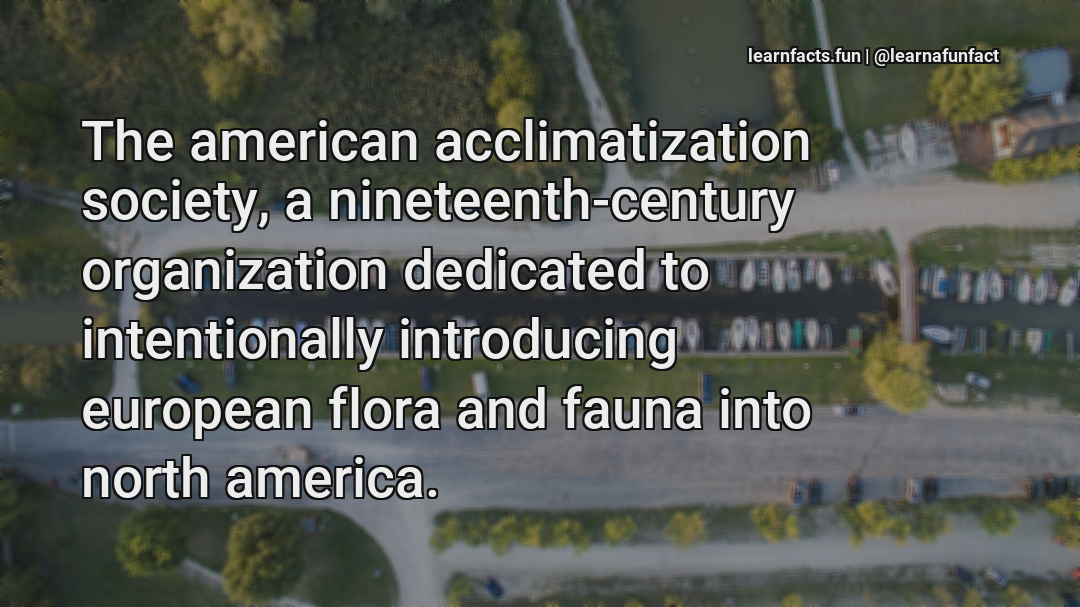 learnfacts.fun | @learnafunfact
The american acclimatization
society, a nineteenth-century
organization dedicated to
intentionally introducing
european flora and fauna into
north america.